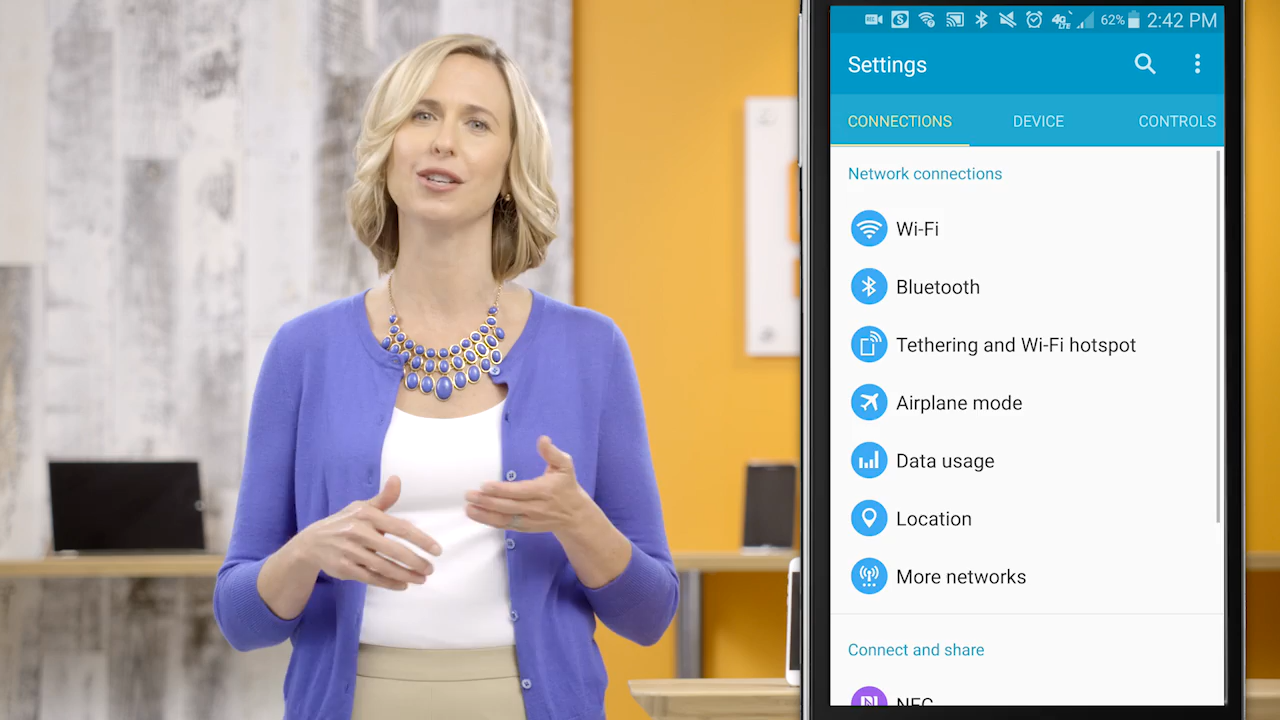 62% 2:42 PM
Settings
CONNECTIONS DEVICE CONTROLS
Network connections
Wi-Fi
Bluetooth
Tethering and Wi-Fi hotspot
Airplane mode
Data usage
Location
More networks
Connect and share
NFC